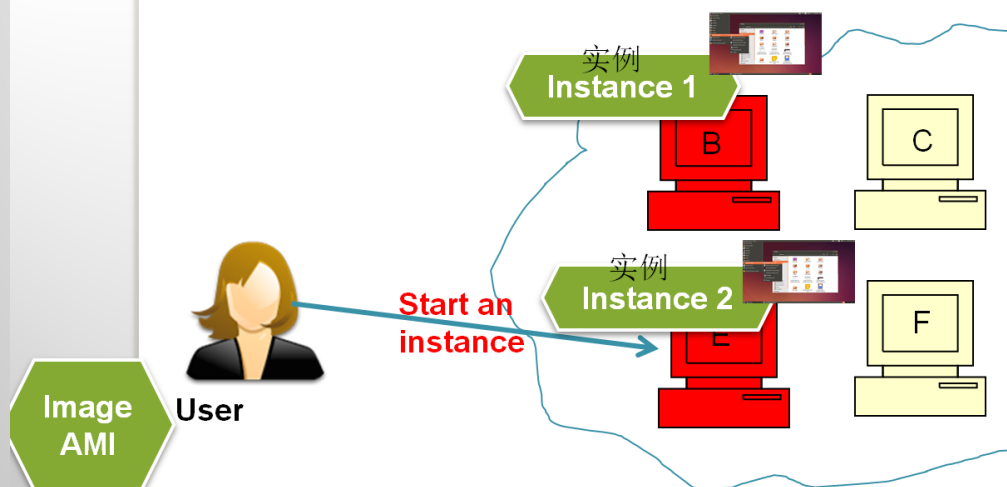 实例
Instance 1
B
C
实例
Instance 2
Start an
instance
E
F
Image
AMI
User